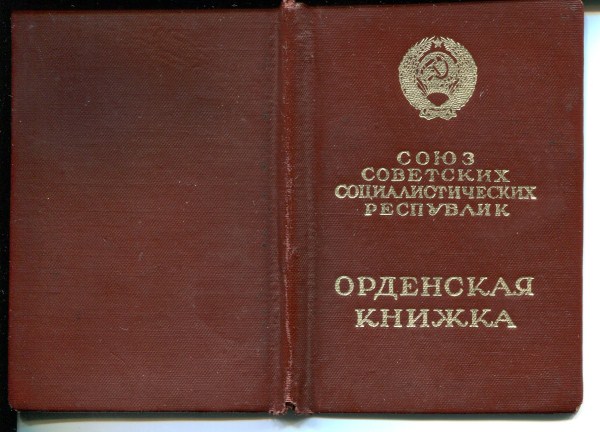 СОЮЗ
СОВЕТСКИХ
СОЦИАЛИСТИЧЕСКИХ
РЕСПУБЛИК
ОРДЕНСКАЯ
КНИЖКА